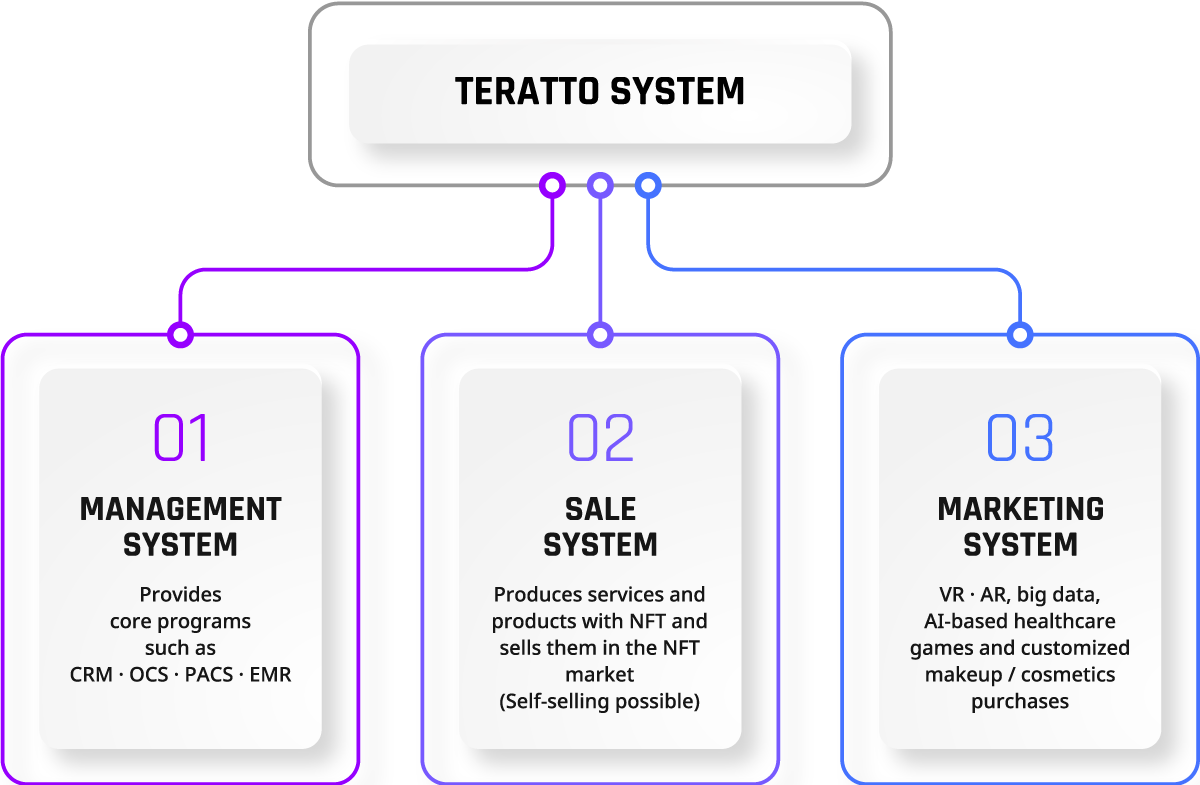 TERATTO SYSTEM
01
MANAGEMENT
SYSTEM
Provides
core programs
such as
CRM · OCS · PACS · EMR
02
SALE
SYSTEM
Produces services and
products with NFT and
sells them in the NFT
market
(Self-selling possible)
03
MARKETING
SYSTEM
VR · AR, big data,
AI-based healthcare
games and customized
makeup / cosmetics
purchases